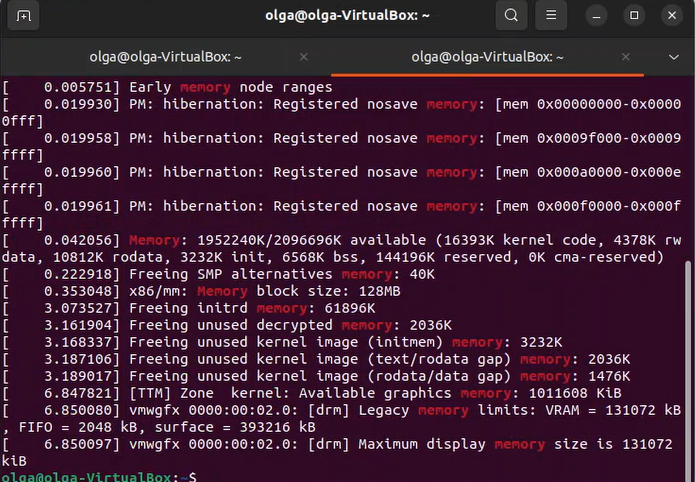 olga@olga-VirtualBox: ~
olga@olga-VirtualBox: ~
olga@olga-VirtualBox: ~
[    0.005751] Early memory node ranges
[    0.019930] PM: hibernation: Registered nosave memory: [mem 0x00000000-0x0000
0fff]
[    0.019958] PM: hibernation: Registered nosave memory: [mem 0x0009f000-0x0009
ffff]
[    0.019960] PM: hibernation: Registered nosave memory: [mem 0x000a0000-0x000e
ffff]
[    0.019961] PM: hibernation: Registered nosave memory: [mem 0x000f0000-0x000f
ffff]
[    0.042056] Memory: 1952240K/2096696K available (16393K kernel code, 4378K rw
data, 10812K rodata, 3232K init, 6568K bss, 144196K reserved, 0K cma-reserved)
[    0.222918] Freeing SMP alternatives memory: 40K
[    0.353048] x86/mm: Memory block size: 128MB
[    3.073527] Freeing initrd memory: 61896K
[    3.161904] Freeing unused decrypted memory: 2036K
[    3.168337] Freeing unused kernel image (initmem) memory: 3232K
[    3.187106] Freeing unused kernel image (text/rodata gap) memory: 2036K
[    3.189017] Freeing unused kernel image (rodata/data gap) memory: 1476K
[    6.847821] [TTM] Zone  kernel: Available graphics memory: 1011608 KiB
[    6.850080] vmwgfx 0000:00:02.0: [drm] Legacy memory limits: VRAM = 131072 kB
, FIFO = 2048 kB, surface = 393216 kB
[    6.850097] vmwgfx 0000:00:02.0: [drm] Maximum display memory size is 131072
kiB
olga@olga-VirtualBox:~$